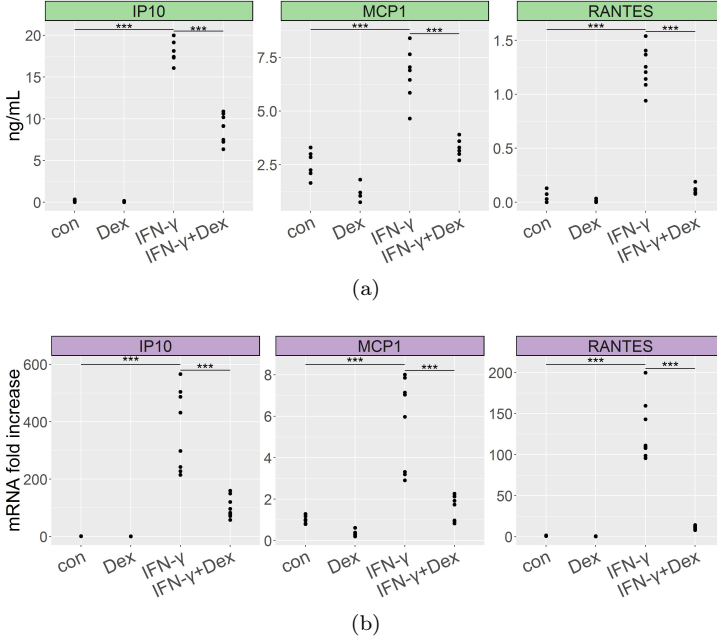 IP10 MCP1 RANTES
*** *** *** *** *** ***
ng/mL
20
15
10
5
0
7.5
5.0
2.5
1.5
1.0
0.5
0.0
con Dex IFN-γ IFN-γ+Dex con Dex IFN-γ IFN-γ+Dex con Dex IFN-γ IFN-γ+Dex
(a)
IP10 MCP1 RANTES
*** *** *** *** *** ***
mRNA fold increase
600
400
200
0
8
6
4
2
0
200
150
100
50
0
con Dex IFN-γ IFN-γ+Dex con Dex IFN-γ IFN-γ+Dex con Dex IFN-γ IFN-γ+Dex
(b)